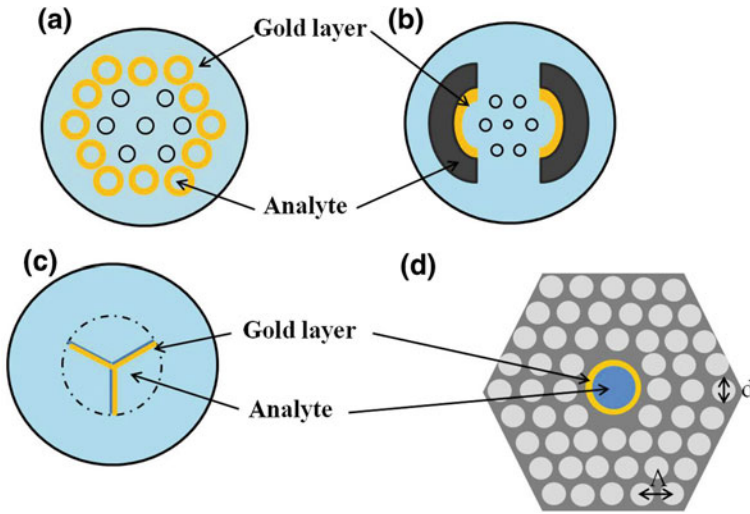 (a)
Gold layer
(b)
Analyte
(c)
(d)
Gold layer
Analyte
d
Λ